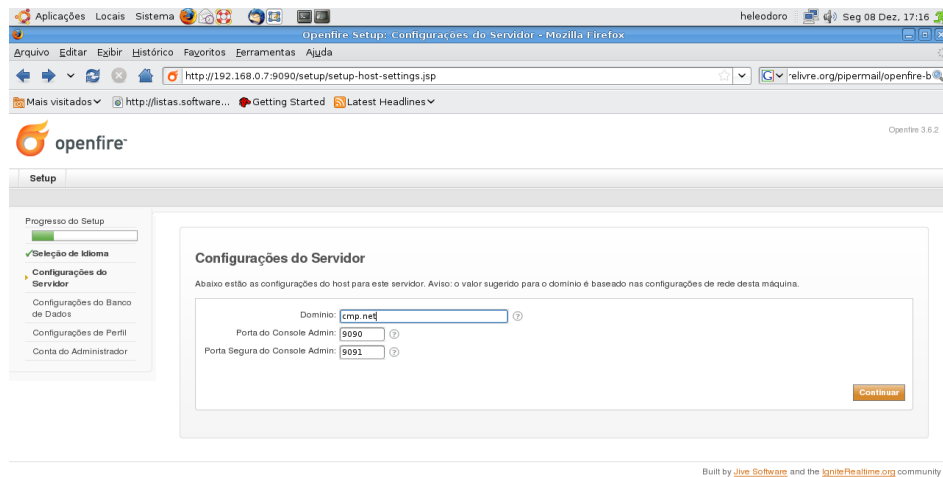 Aplicações Locais Sistema heleodoro Seg 08 Dez, 17:16
Openfire Setup: Configurações do Servidor - Mozilla Firefox
Arquivo Editar Exibir Histórico Favoritos Ferramentas Ajuda
http://192.168.0.7:9090/setup/setup-host-settings.jsp relivre.org/pipermail/openfire-b
Mais visitados http://listas.software... Getting Started Latest Headlines
openfire
Openfire 3.6.2
Setup
Progresso do Setup
Seleção de Idioma
Configurações do
Servidor
Configurações do Banco
de Dados
Configurações de Perfil
Conta do Administrador
Configurações do Servidor
Abaixo estão as configurações do host para este servidor. Aviso: o valor sugerido para o domínio é baseado nas configurações de rede desta máquina.
Domínio: cmp.net
Porta do Console Admin: 9090
Porta Segura do Console Admin: 9091
Continuar
Built by Jive Software and the IgniteRealtime.org community